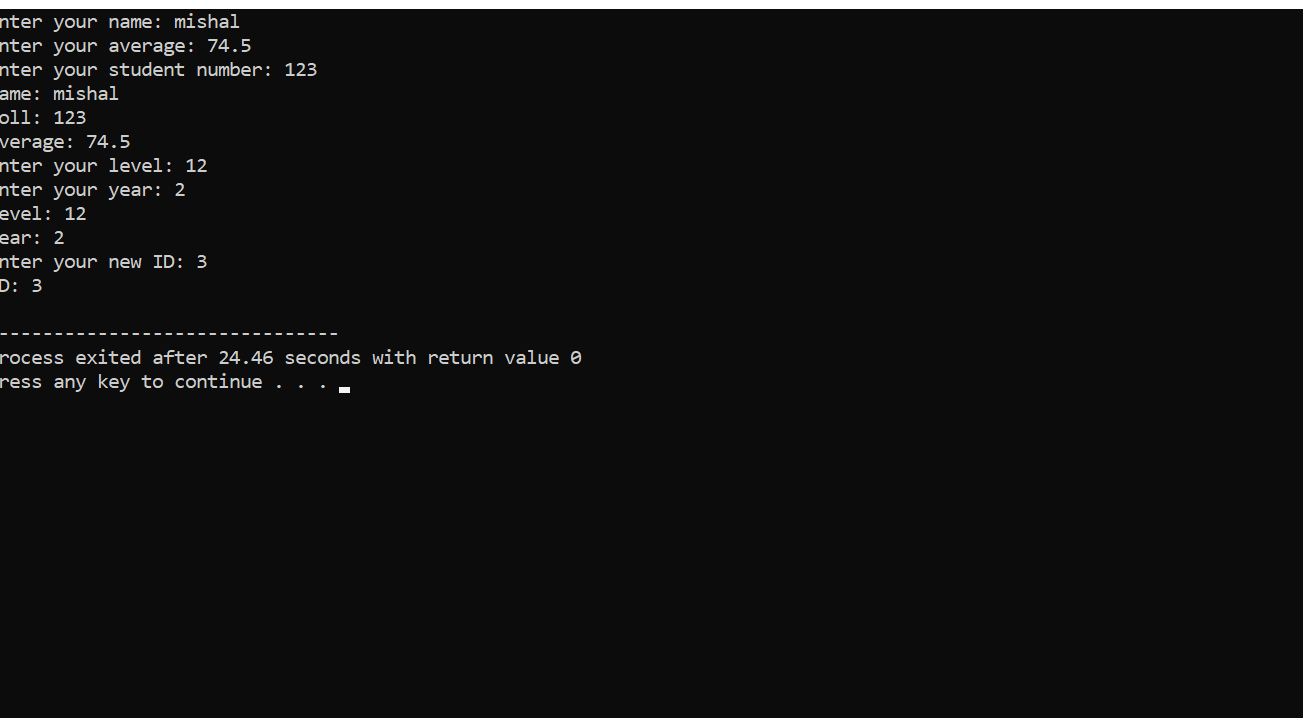 nter your name: mishal
nter your average: 74.5
nter your student number: 123
ame: mishal
oll: 123
verage: 74.5
nter your level: 12
nter your year: 2
evel: 12
ear: 2
nter your new ID: 3
D: 3
-------------------------------
rocess exited after 24.46 seconds with return value 0
ress any key to continue . . .